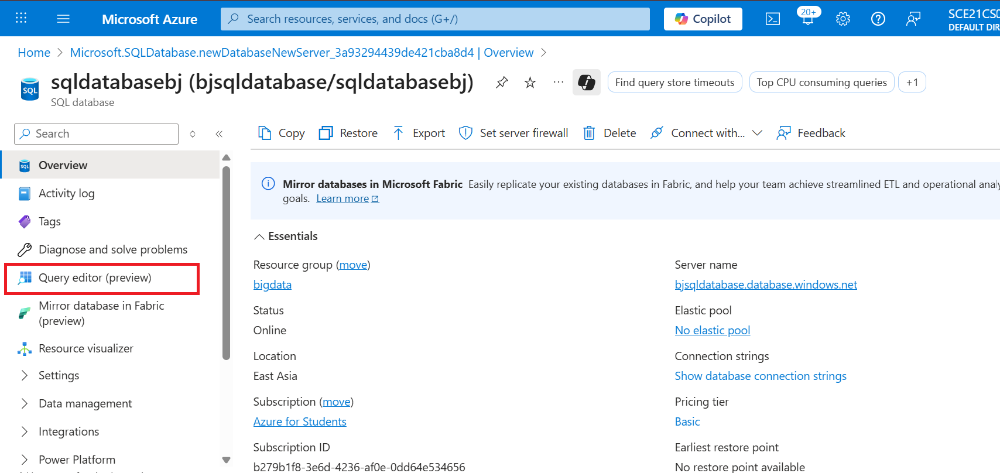 Microsoft Azure
Search resources, services, and docs (G+/)
Copilot
20+
SCE21CS0
DEFAULT DIR
Home > Microsoft.SQLDatabase.newDatabaseNewServer_3a93294439de421cba8d4 | Overview >
SQL
sqldatabasebj (bjsqldatabase/sqldatabasebj)
...
Find query store timeouts
Top CPU consuming queries
+1
SQL database
Search
Copy
Restore
Export
Set server firewall
Delete
Connect with...
Feedback
SQL
Overview
Activity log
Tags
Diagnose and solve problems
Query editor (preview)
Mirror database in Fabric
(preview)
Resource visualizer
Settings
Data management
Integrations
Power Platform
Mirror databases in Microsoft Fabric Easily replicate your existing databases in Fabric, and help your team achieve streamlined ETL and operational analy
goals. Learn more
Essentials
Resource group (move)
bigdata
Status
Online
Location
East Asia
Subscription (move)
Azure for Students
Subscription ID
b279b1f8-3e6d-4236-af0e-0dd64e534656
Server name
bjsqldatabase.database.windows.net
Elastic pool
No elastic pool
Connection strings
Show database connection strings
Pricing tier
Basic
Earliest restore point
No restore point available